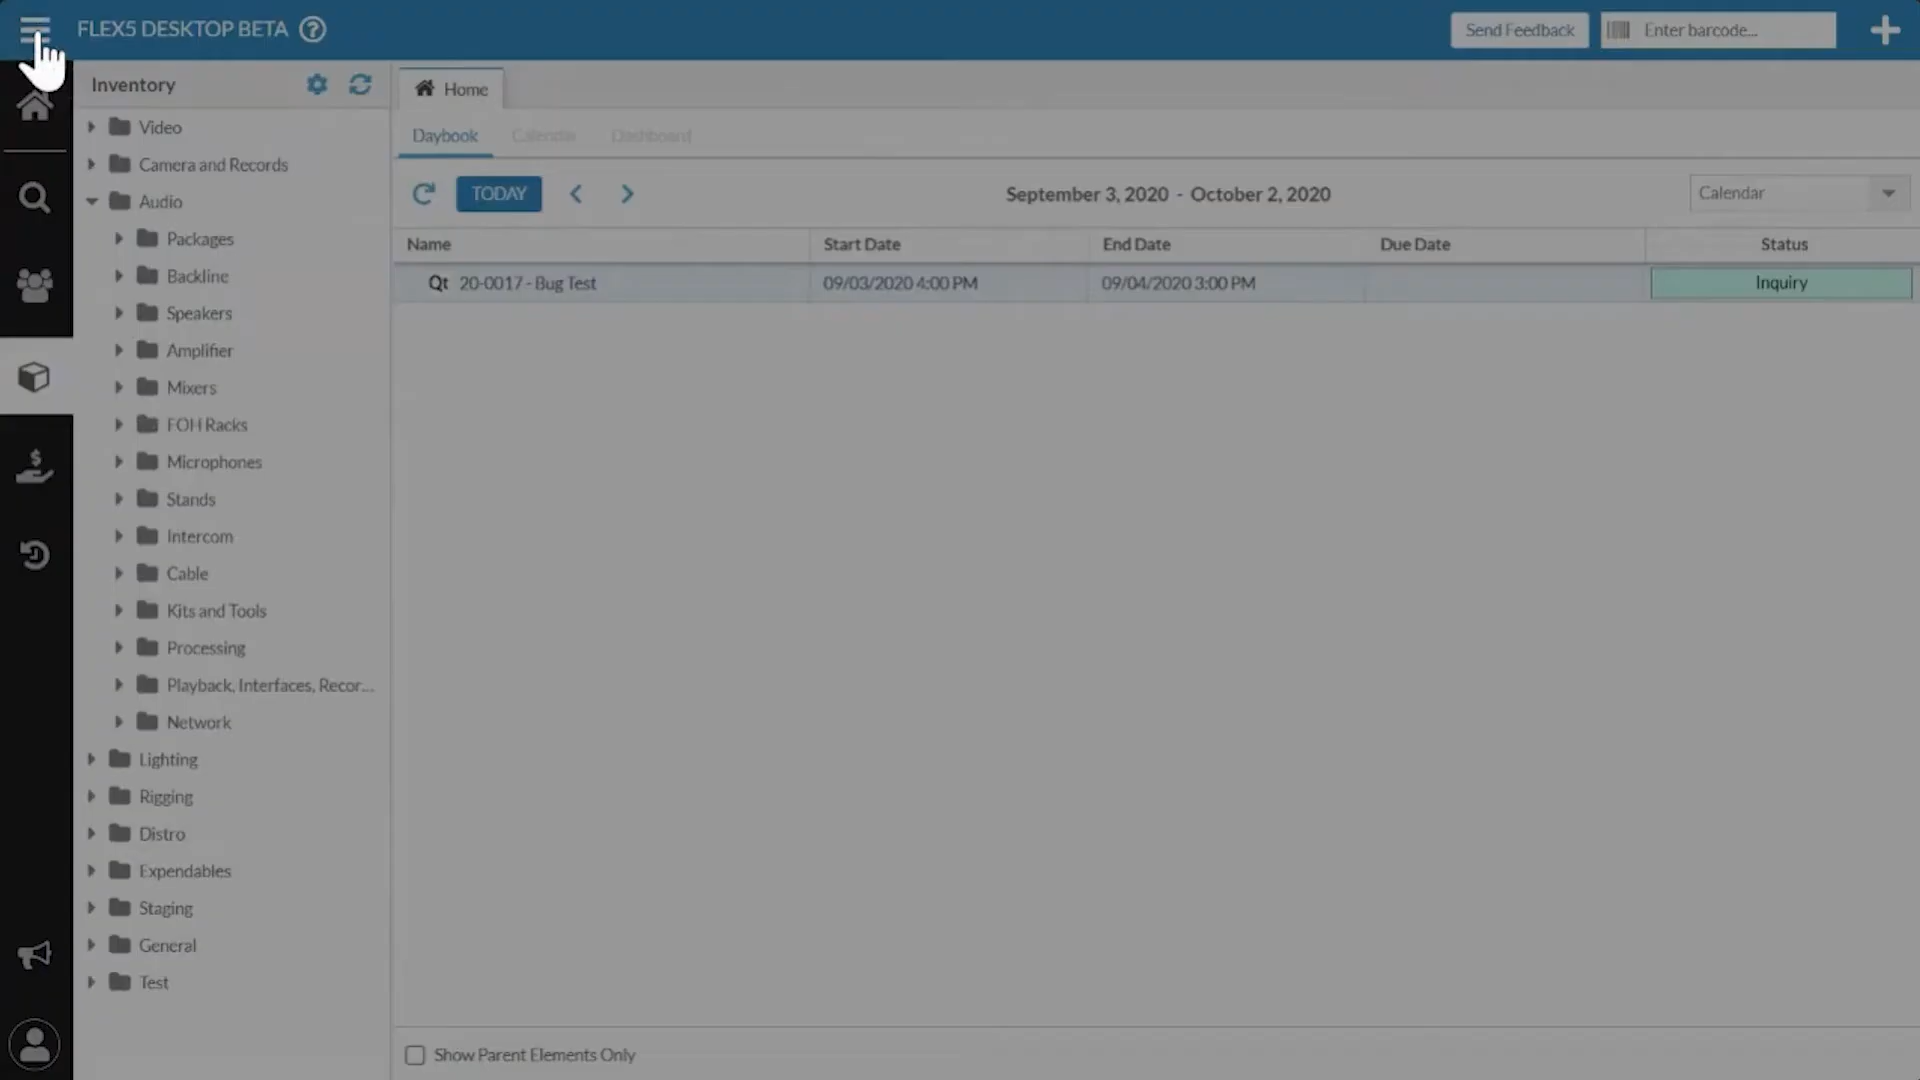 FLEX5 DESKTOP BETA ?
Send Feedback
Enter barcode...
Inventory
Video
Camera and Records
Audio
Packages
Backline
Speakers
Amplifier
Mixers
FOH Racks
Microphones
Stands
Intercom
Cable
Kits and Tools
Processing
Playback, Interfaces, Recor...
Network
Lighting
Rigging
Distro
Expendables
Staging
General
Test
Home
Daybook Calendar Dashboard
TODAY
September 3, 2020 - October 2, 2020
Calendar
Name Start Date End Date Due Date Status
Qt 20-0017 - Bug Test 09/03/2020 4:00 PM 09/04/2020 3:00 PM Inquiry
Show Parent Elements Only